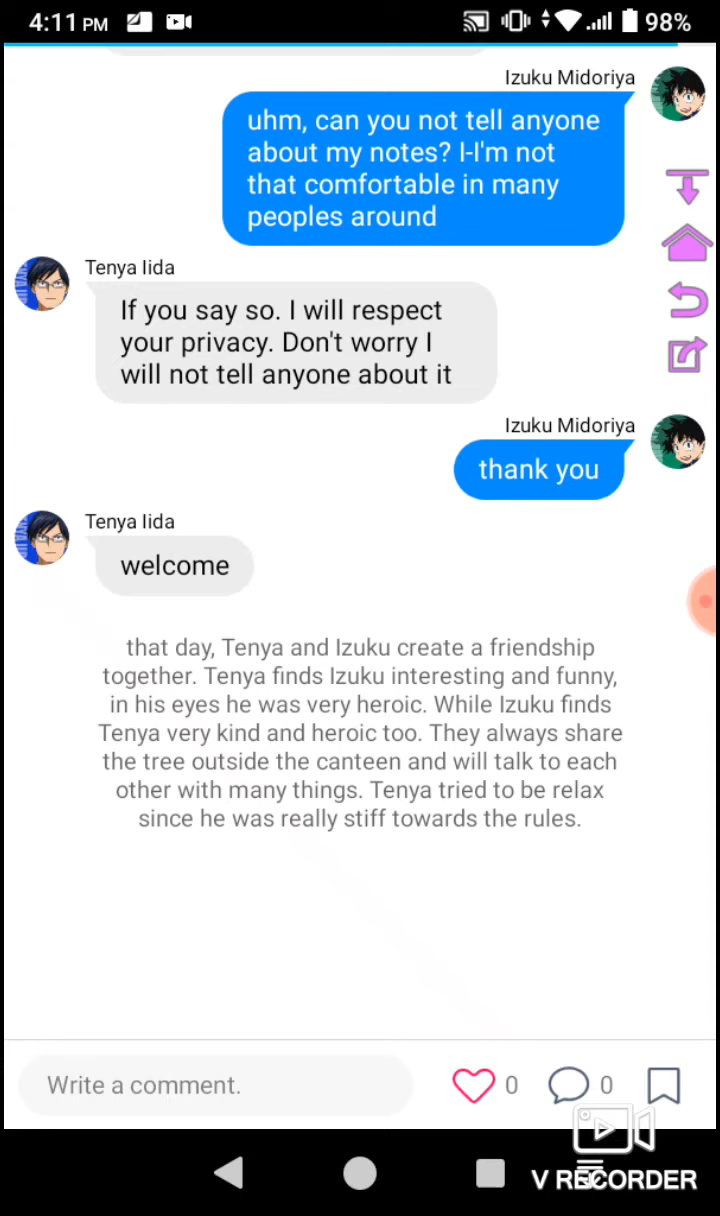 4:11 PM
98%
Izuku Midoriya
uhm, can you not tell anyone
about my notes? I-I'm not
that comfortable in many
peoples around
Tenya Iida
If you say so. I will respect
your privacy. Don't worry I
will not tell anyone about it
Izuku Midoriya
thank you
Tenya Iida
welcome
that day, Tenya and Izuku create a friendship
together. Tenya finds Izuku interesting and funny,
in his eyes he was very heroic. While Izuku finds
Tenya very kind and heroic too. They always share
the tree outside the canteen and will talk to each
other with many things. Tenya tried to be relax
since he was really stiff towards the rules.
Write a comment.
0
0
V RECORDER